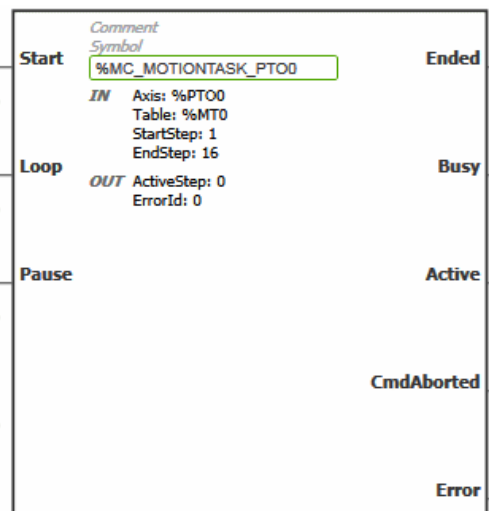 Comment
Symbol
Start
Ended
%MC_MOTIONTASK_PTO0
IN Axis: %PTO0
Table: %MT0
StartStep: 1
EndStep: 16
Loop
Busy
OUT ActiveStep: 0
ErrorId: 0
Pause
Active
CmdAborted
Error